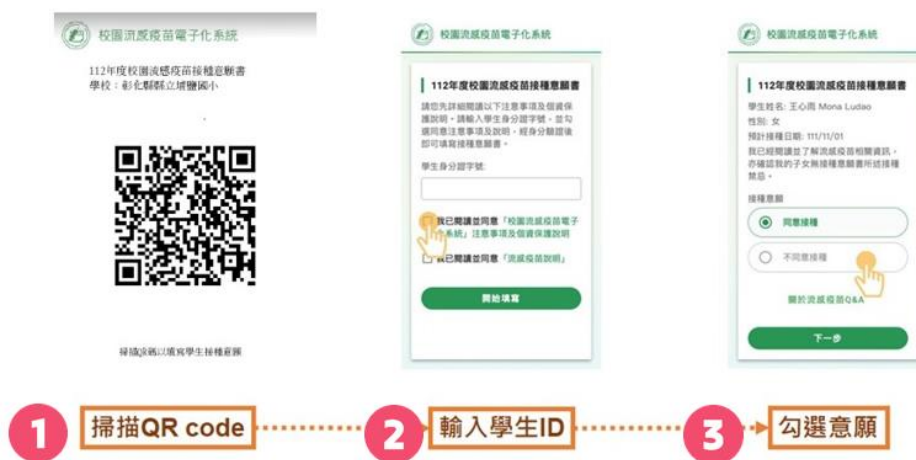 校園流感疫苗電子化系統
112年度校園流感疫苗接種意願書
學校：彰化縣縣立埔鹽國小
掃描QR碼以填寫學生接種意願
校園流感疫苗電子化系統
112年度校園流感疫苗接種意願書
請您先詳細閱讀以下注意事項及個資保
護說明。請輸入學生身分證字號，並勾
選同意注意事項及說明，經身分驗證後
即可填寫接種意願書。
學生身分證字號:
我已閱讀並同意「校園流感疫苗電子
化系統」注意事項及個資保護說明
我已閱讀並同意「流感疫苗說明」
開始填寫
校園流感疫苗電子化系統
112年度校園流感疫苗接種意願書
學生姓名: 王心雨 Mona Ludao
性別: 女
預計接種日期: 111/11/01
我已經閱讀並了解流感疫苗相關資訊，
亦確認我的子女無接種意願書所述接種
禁忌。
接種意願
同意接種
不同意接種
關於流感疫苗Q&A
下一步
1 掃描QR code
2 輸入學生ID
3 勾選意願